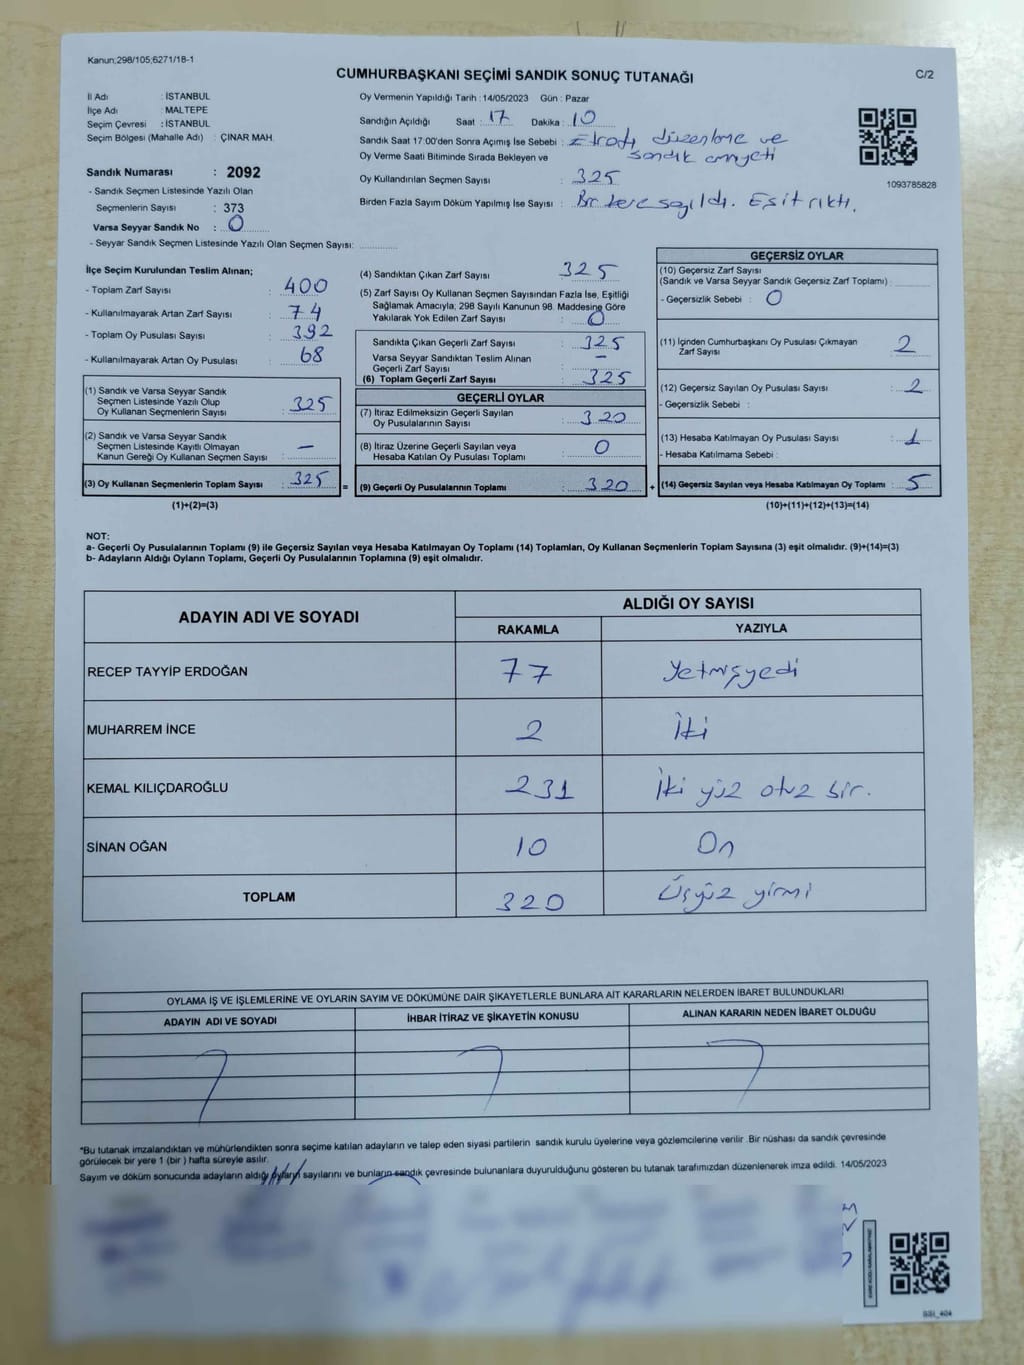 Kanun:298/105;6271/18-1
CUMHURBAŞKANI SEÇİMİ SANDIK SONUÇ TUTANAĞI
C/2
İl Adı : İSTANBUL
İlçe Adı : MALTEPE
Seçim Çevresi : İSTANBUL
Seçim Bölgesi (Mahalle Adı) : ÇINAR MAH.
Sandık Numarası : 2092
- Sandık Seçmen Listesinde Yazılı Olan
Seçmenlerin Sayısı : 373
Varsa Seyyar Sandık No : 0
- Seyyar Sandık Seçmen Listesinde Yazılı Olan Seçmen Sayısı:
Oy Vermenin Yapıldığı Tarih : 14/05/2023 Gün : Pazar
Sandığın Açıldığı Saat : 17 Dakika : 10
Sandık Saat 17:00'den Sonra Açımış İse Sebebi : düzenleme ve
Oy Verme Saati Bitiminde Sırada Bekleyen ve sandık emniyeti
Oy Kullandırılan Seçmen Sayısı : 325
Birden Fazla Sayım Döküm Yapılmış İse Sayısı : Bir kere sayıldı. Eşit çıktı.
1093785828
İlçe Seçim Kurulundan Teslim Alınan;
- Toplam Zarf Sayısı : 400
- Kullanılmayarak Artan Zarf Sayısı : 74
- Toplam Oy Pusulası Sayısı : 392
- Kullanılmayarak Artan Oy Pusulası : 68
(1) Sandık ve Varsa Seyyar Sandık
Seçmen Listesinde Yazılı Olup
Oy Kullanan Seçmenlerin Sayısı : 325
(2) Sandık ve Varsa Seyyar Sandık
Seçmen Listesinde Kayıtlı Olmayan
Kanun Gereği Oy Kullanan Seçmen Sayısı : —
(3) Oy Kullanan Seçmenlerin Toplam Sayısı : 325
(1)+(2)=(3)
(4) Sandıktan Çıkan Zarf Sayısı : 325
(5) Zarf Sayısı Oy Kullanan Seçmen Sayısından Fazla İse, Eşitliği
Sağlamak Amacıyla; 298 Sayılı Kanunun 98. Maddesine Göre
Yakılarak Yok Edilen Zarf Sayısı : 0
Sandıkta Çıkan Geçerli Zarf Sayısı : 325
Varsa Seyyar Sandıktan Teslim Alınan
Geçerli Zarf Sayısı : —
(6) Toplam Geçerli Zarf Sayısı : 325
GEÇERLİ OYLAR
(7) İtiraz Edilmeksizin Geçerli Sayılan
Oy Pusulalarının Sayısı : 320
(8) İtiraz Üzerine Geçerli Sayılan veya
Hesaba Katılan Oy Pusulası Toplamı : 0
= (9) Geçerli Oy Pusulalarının Toplamı : 320
GEÇERSİZ OYLAR
(10) Geçersiz Zarf Sayısı
(Sandık ve Varsa Seyyar Sandık Geçersiz Zarf Toplamı) :
- Geçersizlik Sebebi : 0
(11) İçinden Cumhurbaşkanı Oy Pusulası Çıkmayan
Zarf Sayısı : 2
(12) Geçersiz Sayılan Oy Pusulası Sayısı : 2
- Geçersizlik Sebebi :
(13) Hesaba Katılmayan Oy Pusulası Sayısı : 1
- Hesaba Katılmama Sebebi :
+ (14) Geçersiz Sayılan veya Hesaba Katılmayan Oy Toplamı : 5
(10)+(11)+(12)+(13)=(14)
NOT:
a- Geçerli Oy Pusulalarının Toplamı (9) ile Geçersiz Sayılan veya Hesaba Katılmayan Oy Toplamı (14) Toplamları, Oy Kullanan Seçmenlerin Toplam Sayısına (3) eşit olmalıdır. (9)+(14)=(3)
b- Adayların Aldığı Oyların Toplamı, Geçerli Oy Pusulalarının Toplamına (9) eşit olmalıdır.
ADAYIN ADI VE SOYADI ALDIĞI OY SAYISI
RAKAMLA YAZIYLA
RECEP TAYYİP ERDOĞAN 77 Yetmişyedi
MUHARREM İNCE 2 İki
KEMAL KILIÇDAROĞLU 231 İki yüz otuz bir.
SİNAN OĞAN 10 On
TOPLAM 320 Üçyüz yirmi
OYLAMA İŞ VE İŞLEMLERİNE VE OYLARIN SAYIM VE DÖKÜMÜNE DAİR ŞİKAYETLERLE BUNLARA AİT KARARLARIN NELERDEN İBARET BULUNDUKLARI
ADAYIN ADI VE SOYADI İHBAR İTİRAZ VE ŞİKAYETİN KONUSU ALINAN KARARIN NEDEN İBARET OLDUĞU
*Bu tutanak imzalandıktan ve mühürlendikten sonra seçime katılan adayların ve talep eden siyasi partilerin sandık kurulu üyelerine veya gözlemcilerine verilir .Bir nüshası da sandık çevresinde
görülecek bir yere 1 (bir ) hafta süreyle asılır.
Sayım ve döküm sonucunda adayların aldığı oyların sayılarını ve bunların sandık çevresinde bulunanlara duyurulduğunu gösteren bu tutanak tarafımızdan düzenlenerek imza edildi. 14/05/2023